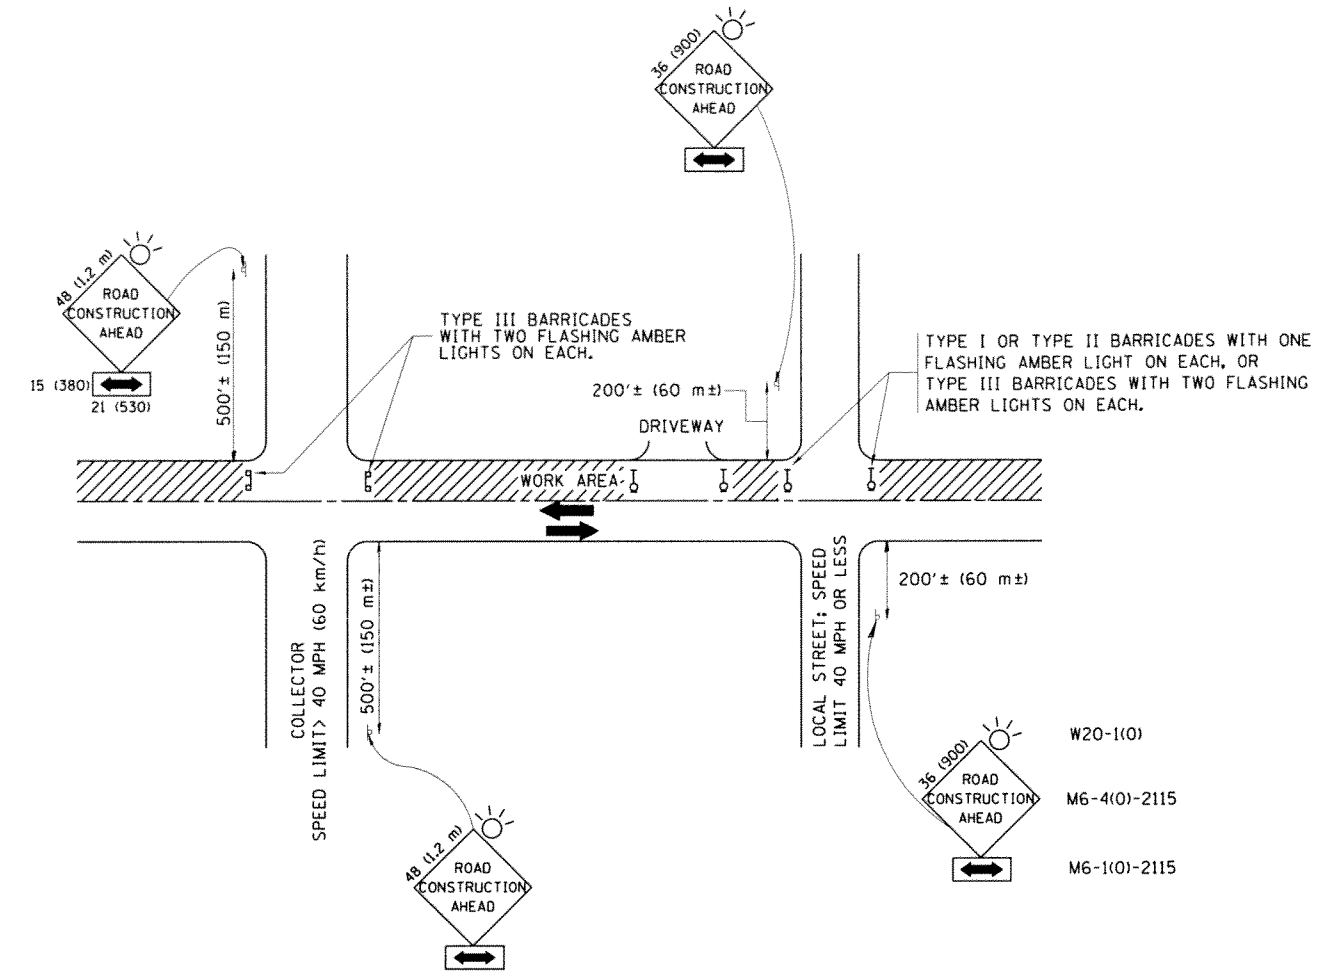 36 (900)
ROAD
CONSTRUCTION
AHEAD
48 (1.2 m)
ROAD
CONSTRUCTION
AHEAD
15 (380)
21 (530)
500'± (150 m)
TYPE III BARRICADES
WITH TWO FLASHING AMBER
LIGHTS ON EACH.
200'± (60 m±)
DRIVEWAY
TYPE I OR TYPE II BARRICADES WITH ONE
FLASHING AMBER LIGHT ON EACH, OR
TYPE III BARRICADES WITH TWO FLASHING
AMBER LIGHTS ON EACH.
WORK AREA
COLLECTOR
SPEED LIMIT> 40 MPH (60 km/h)
500'± (150 m±)
LOCAL STREET; SPEED
LIMIT 40 MPH OR LESS
200'± (60 m±)
48 (1.2 m)
ROAD
CONSTRUCTION
AHEAD
36 (900)
ROAD
CONSTRUCTION
AHEAD
W20-1(O)
M6-4(O)-2115
M6-1(O)-2115